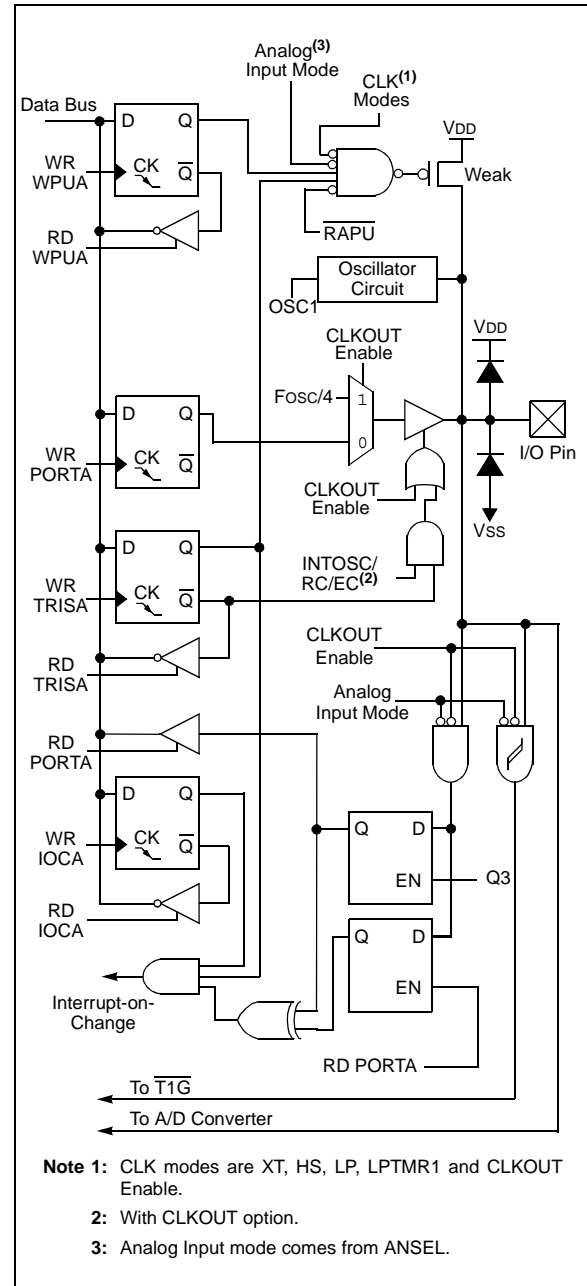 Analog(3)
Input Mode
CLK(1)
Modes
Data Bus
D Q
VDD
WR
WPUA
CK
Q
Weak
RD
WPUA
RAPU
Oscillator
Circuit
OSC1
CLKOUT
Enable
VDD
FOSC/4
1
D Q
0
WR
PORTA
CK
Q
I/O Pin
CLKOUT
Enable
VSS
D Q
INTOSC/
RC/EC(2)
WR
TRISA
CK
Q
CLKOUT
Enable
RD
TRISA
Analog
Input Mode
RD
PORTA
D Q
WR
IOCA
CK
Q
Q D
EN
Q3
RD
IOCA
Q D
EN
Interrupt-on-
Change
RD PORTA
To T1G
To A/D Converter
Note 1: CLK modes are XT, HS, LP, LPTMR1 and CLKOUT
Enable.
2: With CLKOUT option.
3: Analog Input mode comes from ANSEL.